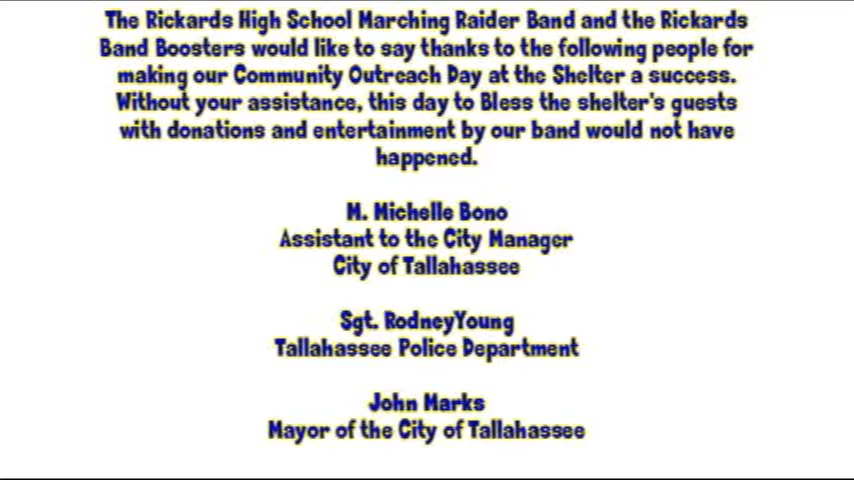 The Rickards High School Marching Raider Band and the Rickards
Band Boosters would like to say thanks to the following people for
making our Community Outreach Day at the Shelter a success.
Without your assistance, this day to Bless the shelter's guests
with donations and entertainment by our band would not have
happened.
M. Michelle Bono
Assistant to the City Manager
City of Tallahassee
Sgt. RodneyYoung
Tallahassee Police Department
John Marks
Mayor of the City of Tallahassee